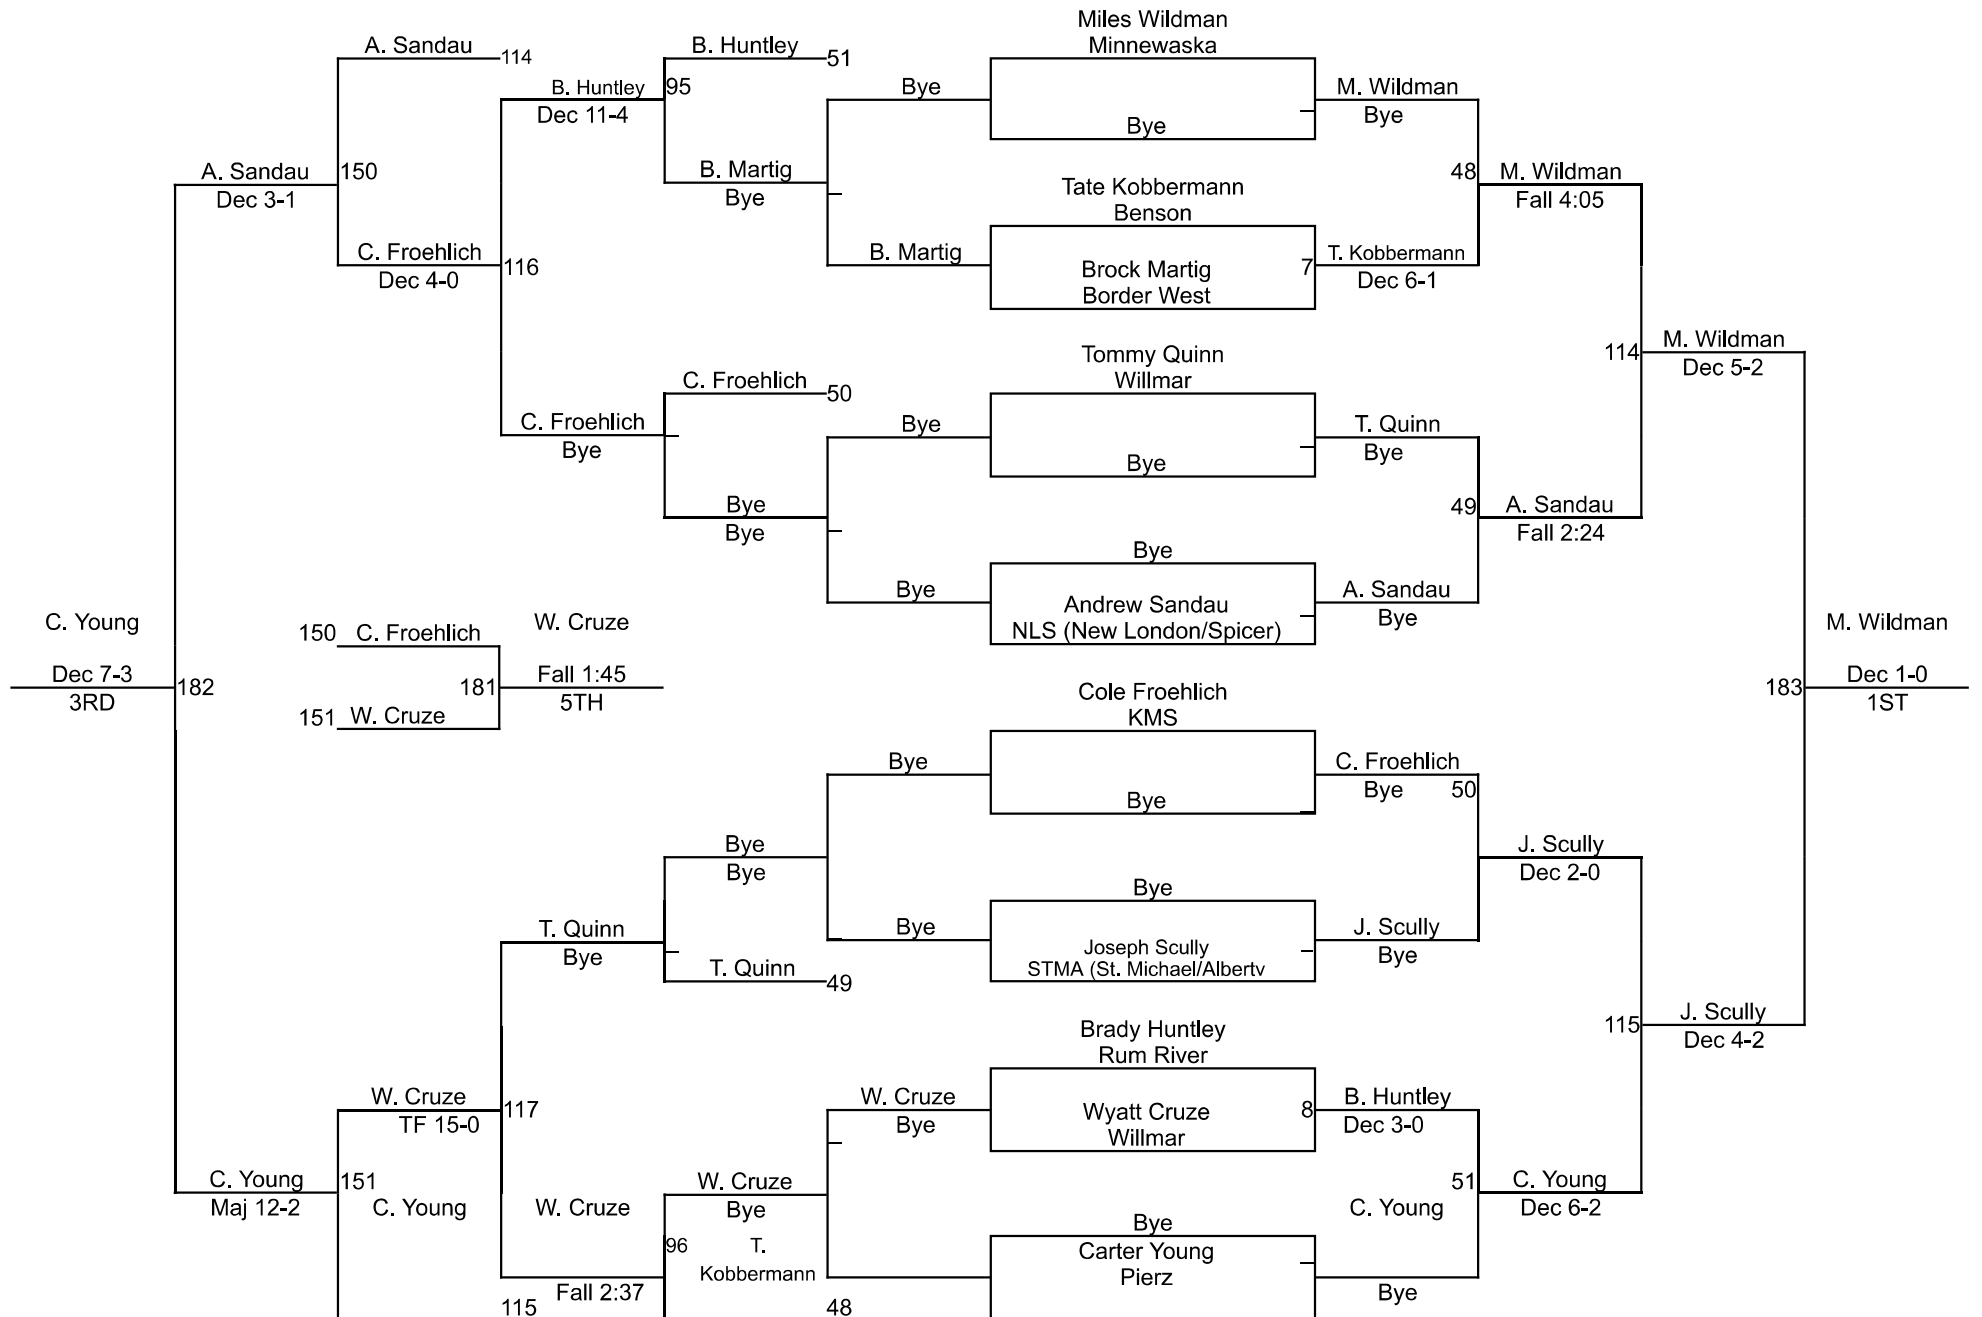 Miles Wildman
A. Sandau
B. Huntley
Minnewaska
114
51
B. Huntley
95
Bye
M. Wildman
Dec 11-4
Bye
Bye
A. Sandau
150
B. Martig
48
M. Wildman
Dec 3-1
Bye
Tate Kobbermann
Fall 4:05
Benson
C. Froehlich
116
B. Martig
Brock Martig
7
T. Kobbermann
Dec 4-0
Border West
Dec 6-1
Tommy Quinn
114
M. Wildman
C. Froehlich
50
Willmar
Dec 5-2
C. Froehlich
Bye
T. Quinn
Bye
Bye
Bye
Bye
49
A. Sandau
Bye
Bye
Fall 2:24
Bye
Andrew Sandau
A. Sandau
NLS (New London/Spicer)
Bye
C. Young
150
C. Froehlich
W. Cruze
M. Wildman
Dec 7-3
182
181
Fall 1:45
Cole Froehlich
183
Dec 1-0
3RD
151
W. Cruze
5TH
KMS
1ST
Bye
C. Froehlich
Bye
Bye
50
Bye
J. Scully
Bye
Dec 2-0
Bye
T. Quinn
Bye
Joseph Scully
J. Scully
Bye
T. Quinn
STMA (St. Michael/Albertv
Bye
49
Brady Huntley
115
J. Scully
Rum River
Dec 4-2
W. Cruze
117
W. Cruze
Wyatt Cruze
8
B. Huntley
TF 15-0
Bye
Willmar
Dec 3-0
C. Young
151
W. Cruze
51
C. Young
Maj 12-2
C. Young
W. Cruze
Bye
C. Young
Dec 6-2
Bye
96
T.
Carter Young
Kobbermann
Pierz
Fall 2:37
Bye
115
48